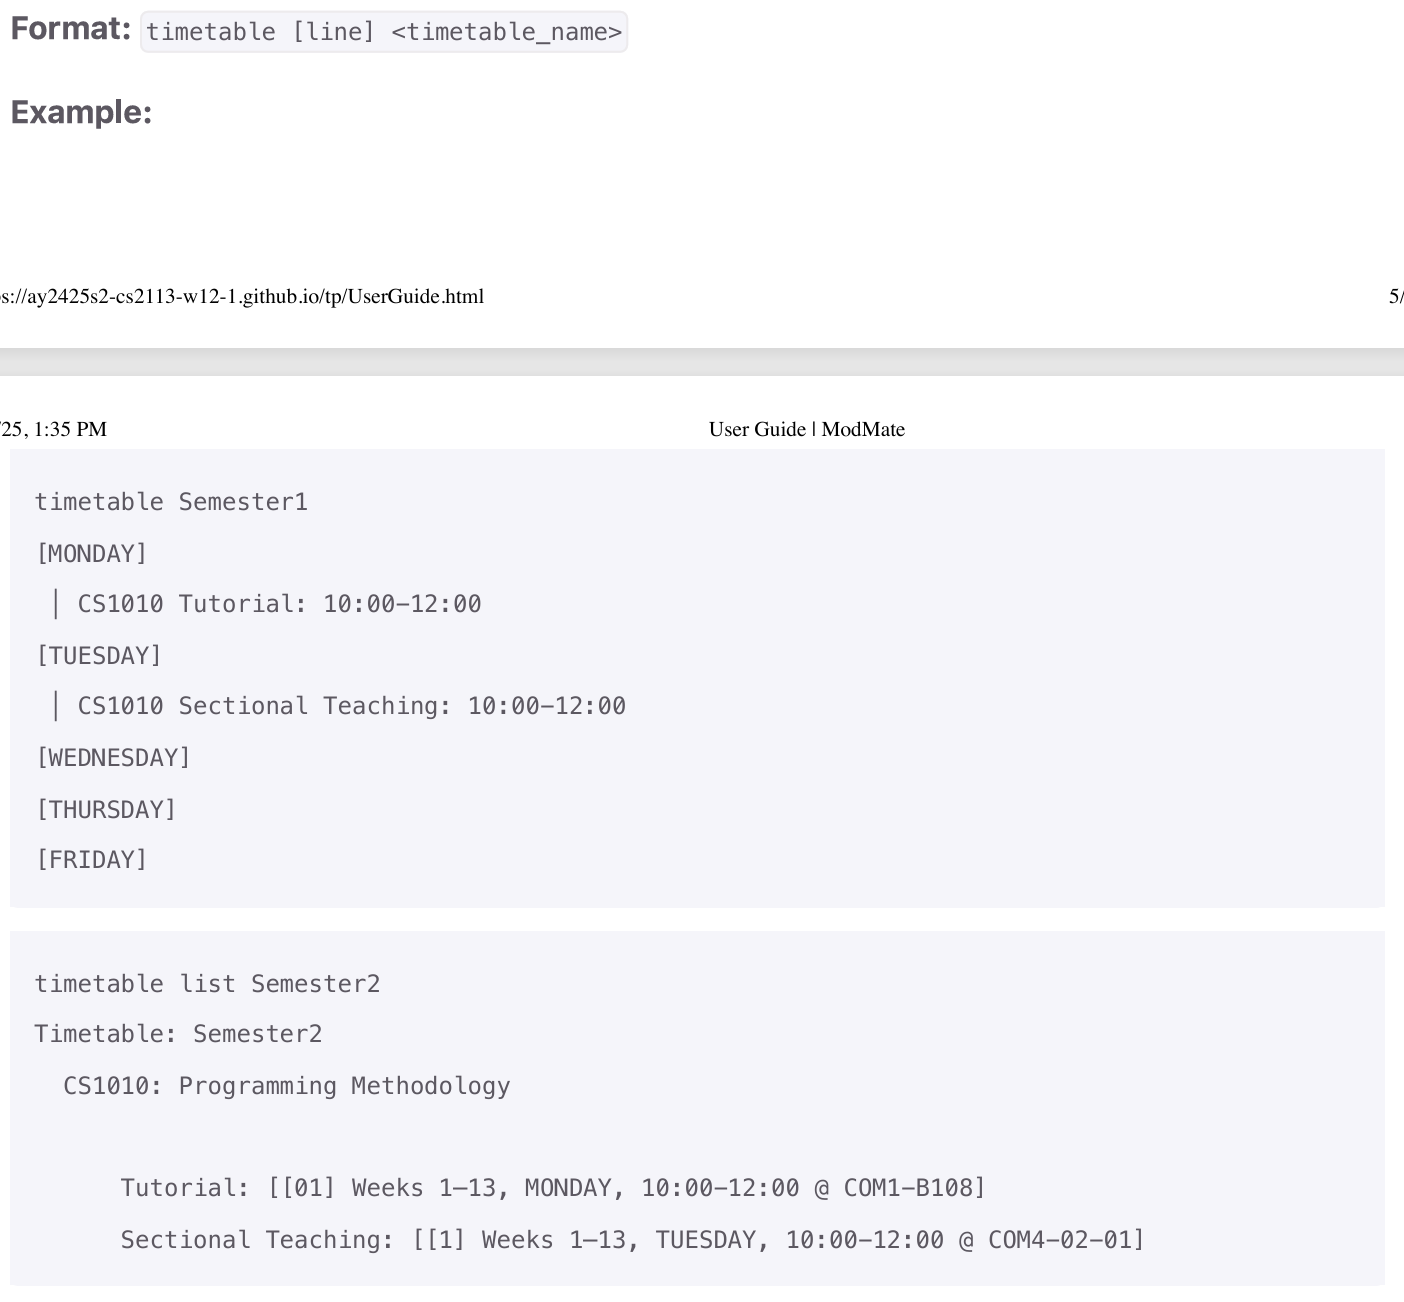 Format: timetable [line] <timetable_name>
Example:
s://ay2425s2-cs2113-w12-1.github.io/tp/UserGuide.html 5/
/25, 1:35 PM User Guide | ModMate
timetable Semester1
[MONDAY]
│ CS1010 Tutorial: 10:00-12:00
[TUESDAY]
│ CS1010 Sectional Teaching: 10:00-12:00
[WEDNESDAY]
[THURSDAY]
[FRIDAY]
timetable list Semester2
Timetable: Semester2
CS1010: Programming Methodology
Tutorial: [[01] Weeks 1–13, MONDAY, 10:00-12:00 @ COM1-B108]
Sectional Teaching: [[1] Weeks 1–13, TUESDAY, 10:00-12:00 @ COM4-02-01]